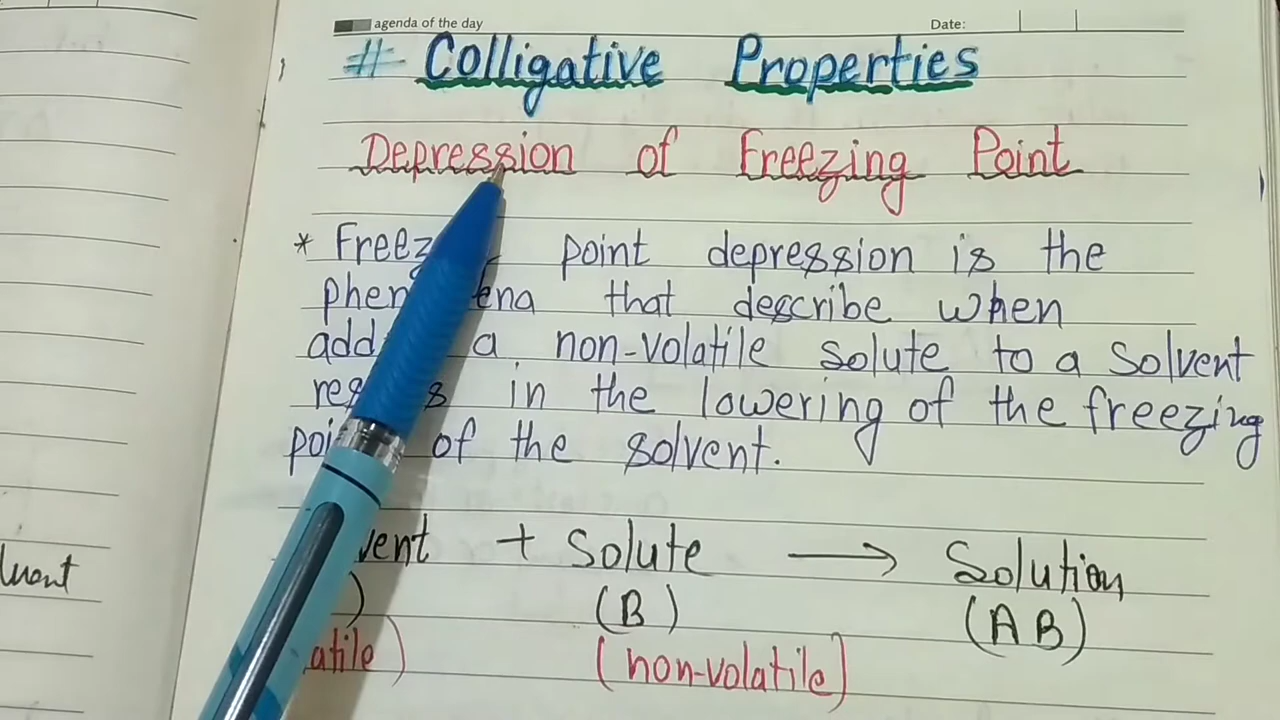 agenda of the day Date:
# Colligative Properties
Depression of Freezing Point
* Freez point depression is the
phen ena that describe when
add a non-volatile solute to a solvent
res s in the lowering of the freezing
poi of the solvent.
vent + Solute → Solution
(B) (AB)
atile) (non-volatile)